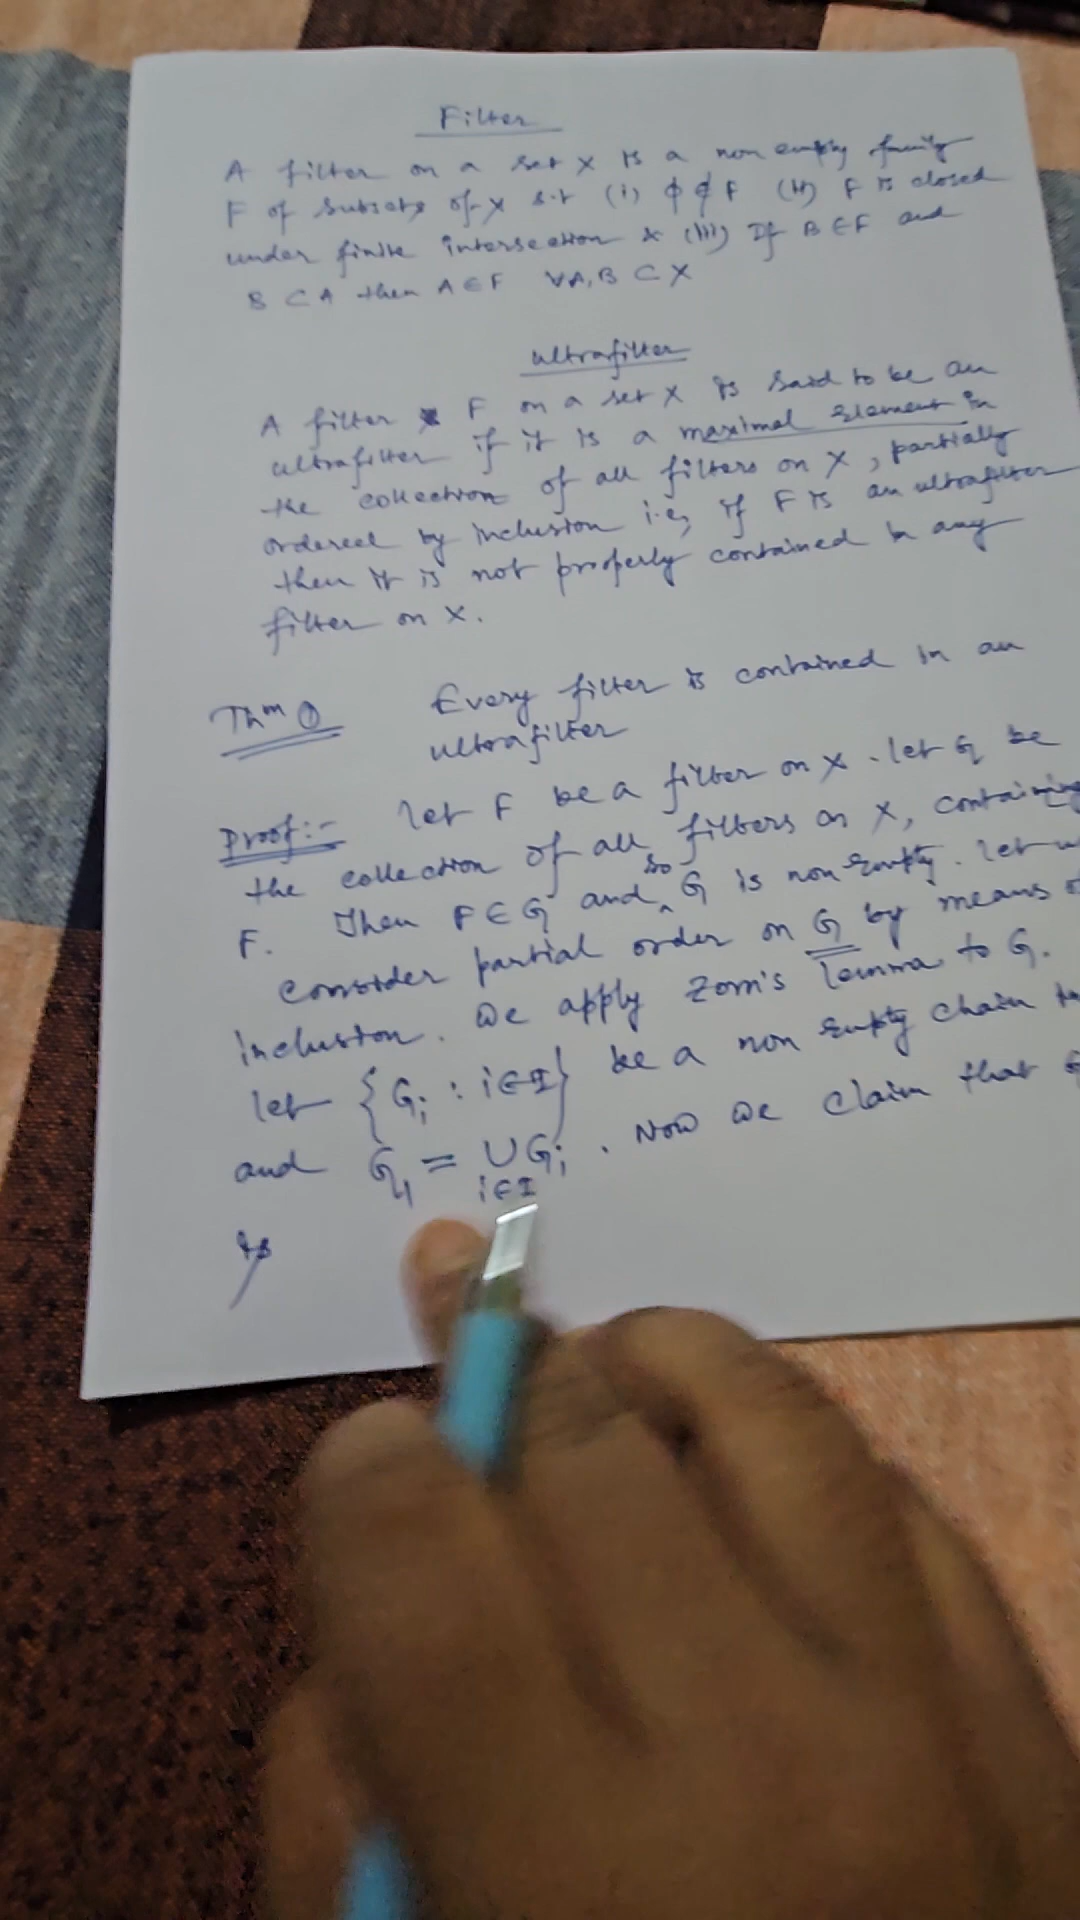 Filter
A filter on a set X is a non empty family
F of subsets of X s.t (i) ϕ ∉ F (ii) F is closed
under finite intersection & (iii) If B ∈ F and
B ⊂ A then A ∈ F ∀ A, B ⊂ X
ultrafilter
A filter F on a set X is said to be an
ultrafilter if it is a maximal element in
the collection of all filters on X, partially
ordered by inclusion i.e, if F is an ultrafilter
then it is not properly contained in any
filter on X.
Thm ① Every filter is contained in an
ultrafilter
Proof:- let F be a filter on X. let G be
the collection of all filters on X, containing
F. Then F ∈ G and so G is non empty. let
consider partial order on G by means
inclusion. We apply Zorn's lemma to G.
let {Gi : i ∈ I} be a non empty chain
and G1 = ∪ Gi . Now we claim that
i ∈ I
is